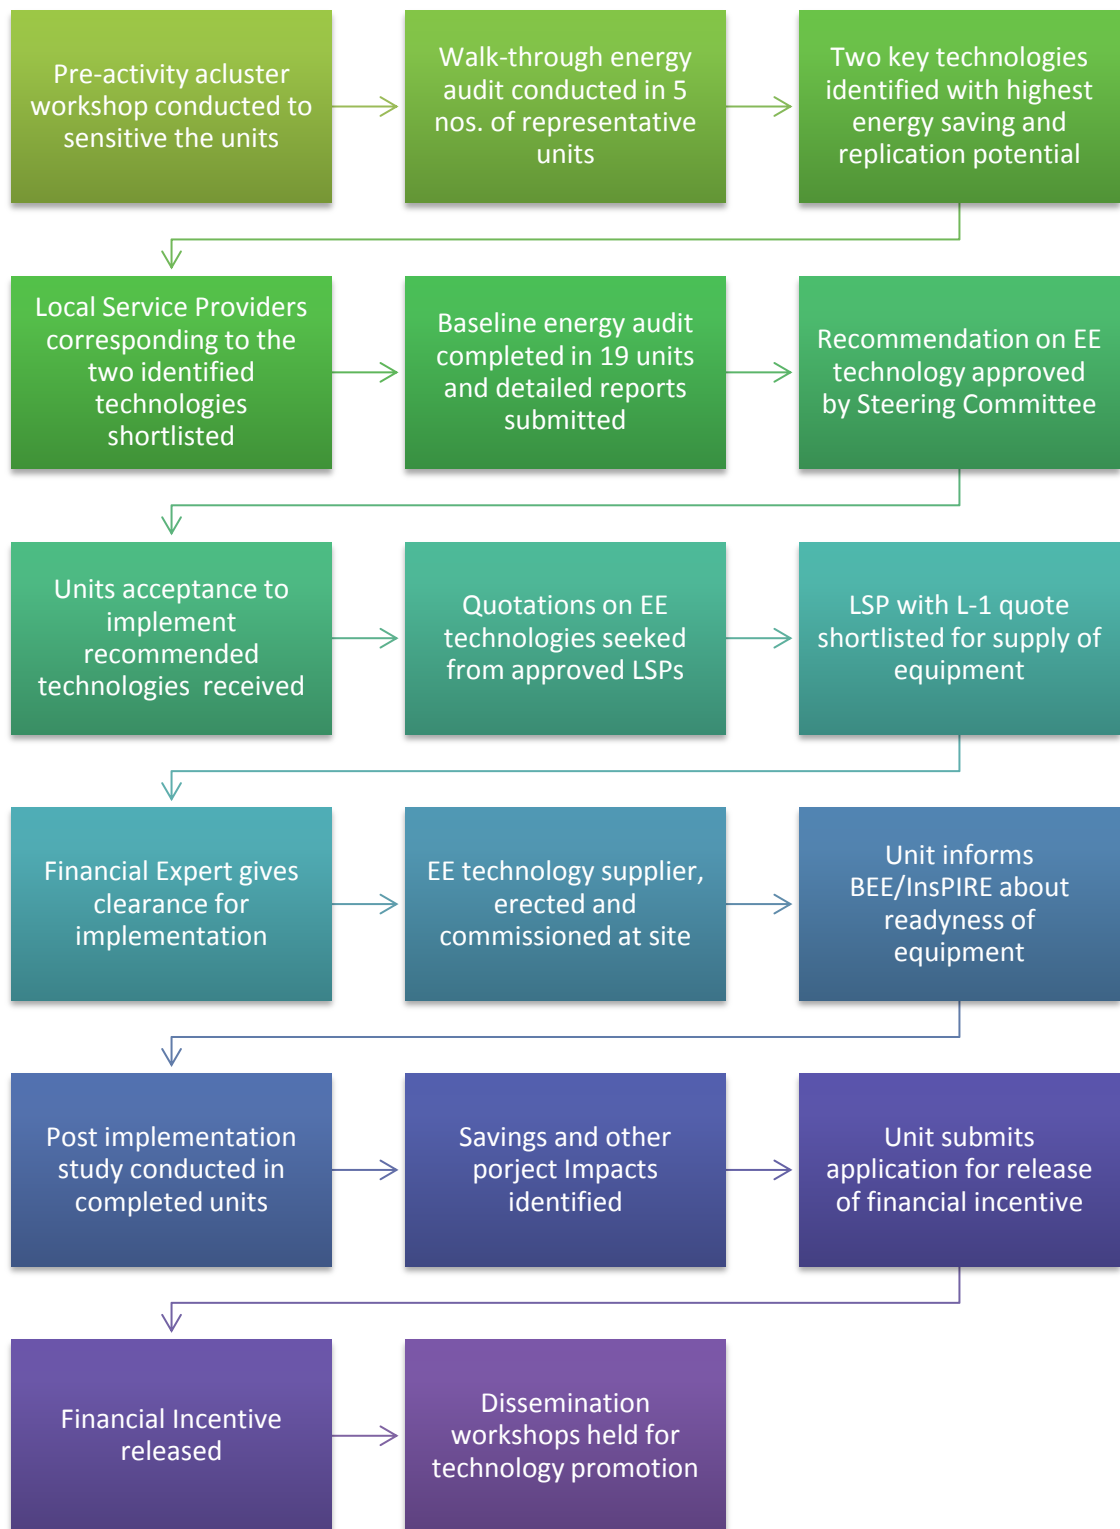 Pre-activity acluster
workshop conducted to
sensitive the units
Walk-through energy
audit conducted in 5
nos. of representative
units
Two key technologies
identified with highest
energy saving and
replication potential
Local Service Providers
corresponding to the
two identified
technologies
shortlisted
Baseline energy audit
completed in 19 units
and detailed reports
submitted
Recommendation on EE
technology approved
by Steering Committee
Units acceptance to
implement
recommended
technologies received
Quotations on EE
technologies seeked
from approved LSPs
LSP with L-1 quote
shortlisted for supply of
equipment
Financial Expert gives
clearance for
implementation
EE technology supplier,
erected and
commissioned at site
Unit informs
BEE/InsPIRE about
readyness of
equipment
Post implementation
study conducted in
completed units
Savings and other
porject Impacts
identified
Unit submits
application for release
of financial incentive
Financial Incentive
released
Dissemination
workshops held for
technology promotion